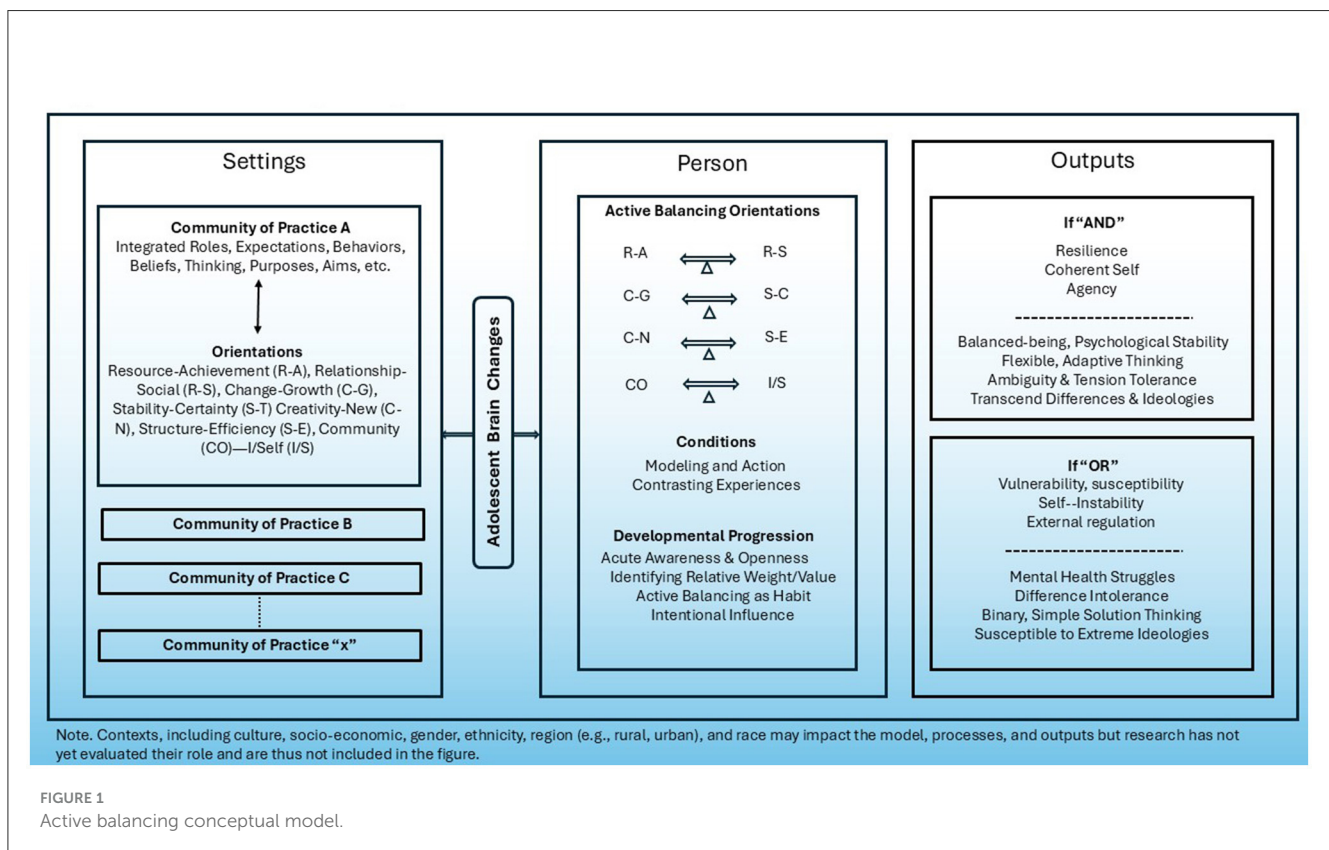 Settings
Community of Practice A
Integrated Roles, Expectations, Behaviors,
Beliefs, Thinking, Purposes, Aims, etc.
Orientations
Resource-Achievement (R-A), Relationship-
Social (R-S), Change-Growth (C-G),
Stability-Certainty (S-T) Creativity-New (C-
N), Structure-Efficiency (S-E), Community
(CO)—I/Self (I/S)
Community of Practice B
Community of Practice C
Community of Practice “x”
Adolescent Brain Changes
Person
Active Balancing Orientations
R-A R-S
C-G S-C
C-N S-E
CO I/S
Conditions
Modeling and Action
Contrasting Experiences
Developmental Progression
Acute Awareness & Openness
Identifying Relative Weight/Value
Active Balancing as Habit
Intentional Influence
Outputs
If “AND”
Resilience
Coherent Self
Agency
Balanced-being, Psychological Stability
Flexible, Adaptive Thinking
Ambiguity & Tension Tolerance
Transcend Differences & Ideologies
If “OR”
Vulnerability, susceptibility
Self--Instability
External regulation
Mental Health Struggles
Difference Intolerance
Binary, Simple Solution Thinking
Susceptible to Extreme Ideologies
Note. Contexts, including culture, socio-economic, gender, ethnicity, region (e.g., rural, urban), and race may impact the model, processes, and outputs but research has not
yet evaluated their role and are thus not included in the figure.
FIGURE 1
Active balancing conceptual model.